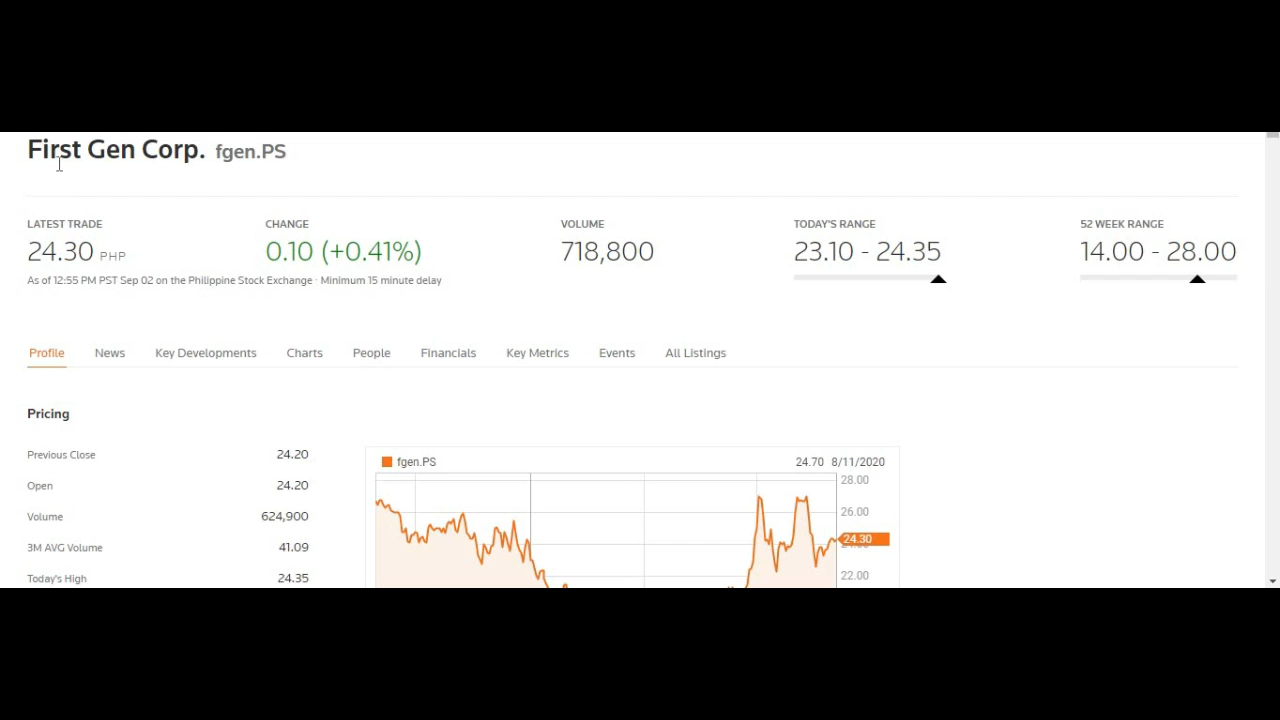 First Gen Corp. fgen.PS
LATEST TRADE CHANGE VOLUME TODAY'S RANGE 52 WEEK RANGE
24.30 PHP 0.10 (+0.41%) 718,800 23.10 - 24.35 14.00 - 28.00
As of 12:55 PM PST Sep 02 on the Philippine Stock Exchange · Minimum 15 minute delay
Profile News Key Developments Charts People Financials Key Metrics Events All Listings
Pricing
Previous Close 24.20
Open 24.20
Volume 624,900
3M AVG Volume 41.09
Today's High 24.35
fgen.PS 24.70 8/11/2020
28.00
26.00
24.30
22.00